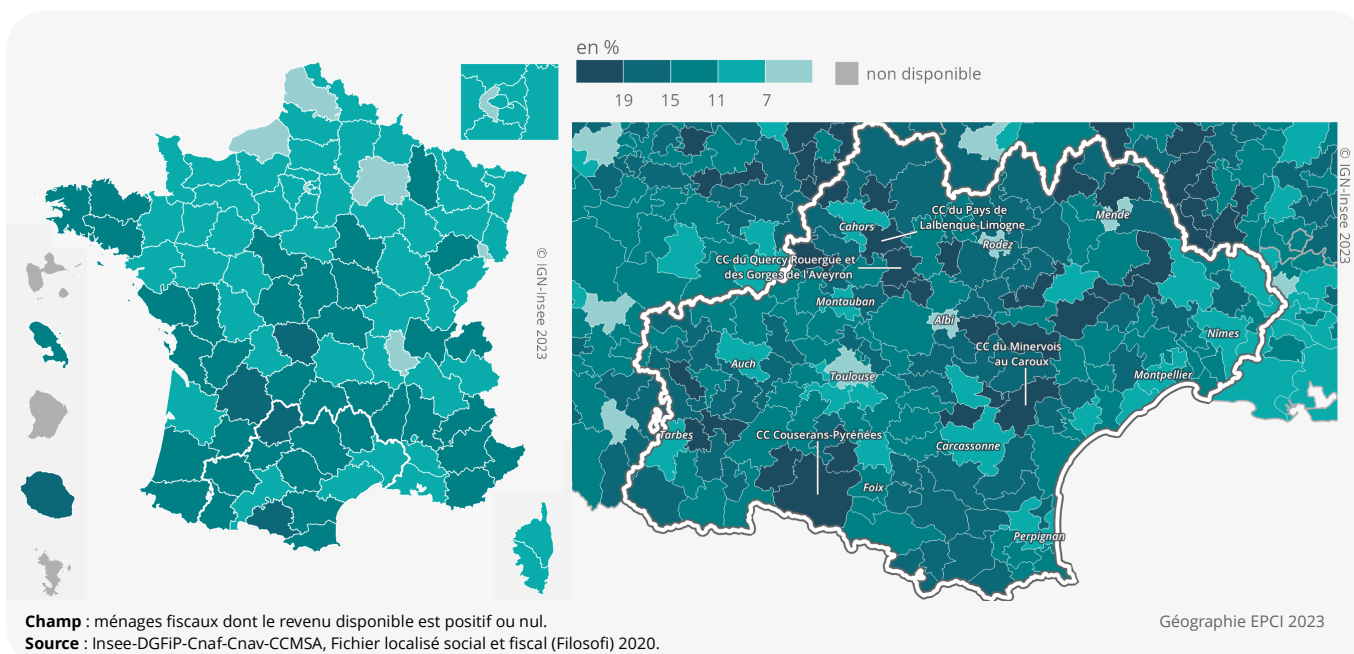 en %
19 15 11 7
non disponible
© IGN-Insee 2023
© IGN-Insee 2023
Cahors
CC du Pays de
Lalbenque-Limogne
Mende
Rodez
CC du Quercy Rouergue et
des Gorges de l'Aveyron
Montauban
Albi
Nîmes
CC du Minervois
au Caroux
Auch
Toulouse
Montpellier
Tarbes
CC Couserans-Pyrénées
Carcassonne
Foix
Perpignan
Champ : ménages fiscaux dont le revenu disponible est positif ou nul.
Géographie EPCI 2023
Source : Insee-DGFiP-Cnaf-Cnav-CCMSA, Fichier localisé social et fiscal (Filosofi) 2020.